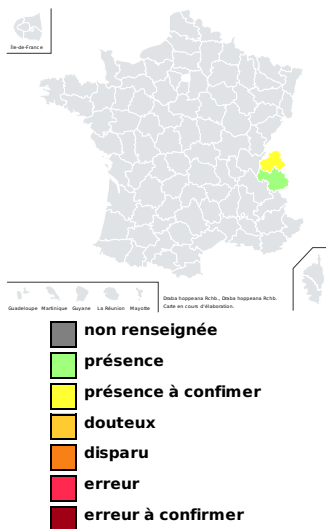 Île-de-France
Guadeloupe Martinique Guyane La Réunion Mayotte
Draba hoppeana Rchb., Draba hoppeana Rchb.
Carte en cours d'élaboration.
non renseignée
présence
présence à confimer
douteux
disparu
erreur
erreur à confirmer